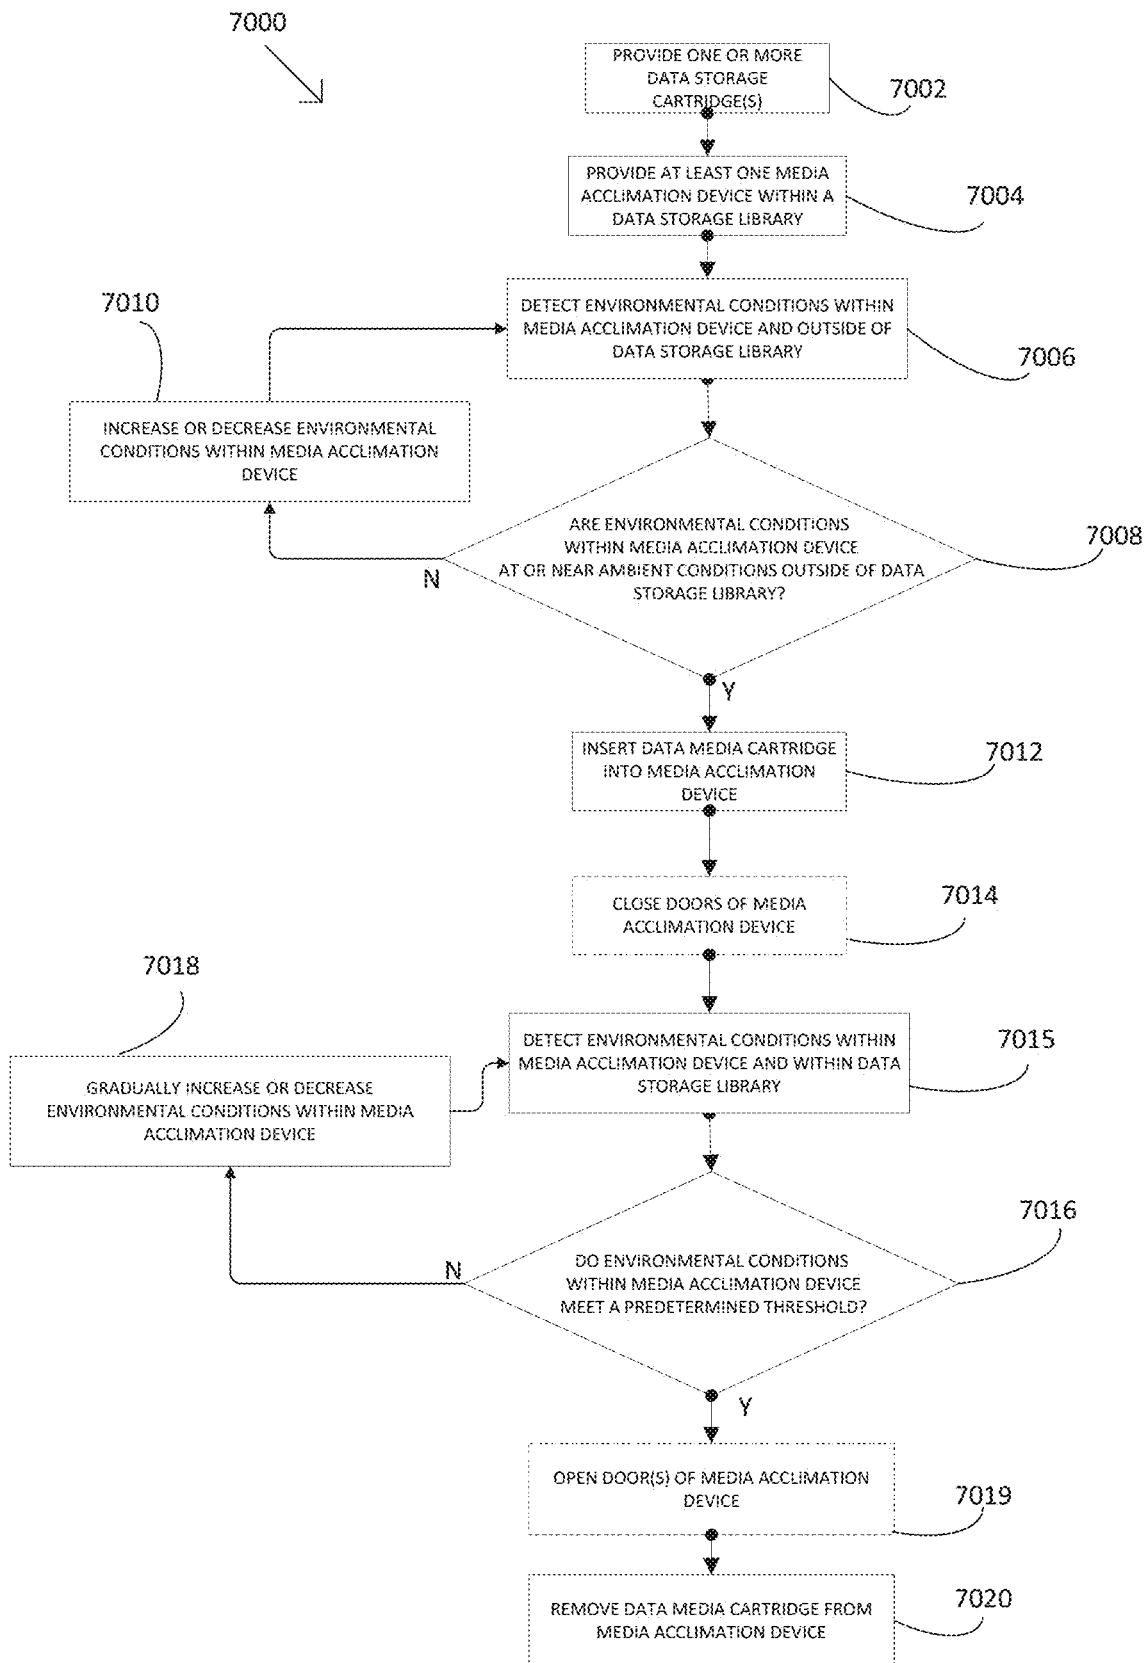 7000
PROVIDE ONE OR MORE
DATA STORAGE
CARTRIDGE(S)
7002
PROVIDE AT LEAST ONE MEDIA
ACCLIMATION DEVICE WITHIN A
DATA STORAGE LIBRARY
7004
DETECT ENVIRONMENTAL CONDITIONS WITHIN
MEDIA ACCLIMATION DEVICE AND OUTSIDE OF
DATA STORAGE LIBRARY
7006
7010
INCREASE OR DECREASE ENVIRONMENTAL
CONDITIONS WITHIN MEDIA ACCLIMATION
DEVICE
ARE ENVIRONMENTAL CONDITIONS
WITHIN MEDIA ACCLIMATION DEVICE
AT OR NEAR AMBIENT CONDITIONS OUTSIDE OF DATA
STORAGE LIBRARY?
7008
N
Y
INSERT DATA MEDIA CARTRIDGE
INTO MEDIA ACCLIMATION
DEVICE
7012
CLOSE DOORS OF MEDIA
ACCLIMATION DEVICE
7014
DETECT ENVIRONMENTAL CONDITIONS WITHIN
MEDIA ACCLIMATION DEVICE AND WITHIN DATA
STORAGE LIBRARY
7015
7018
GRADUALLY INCREASE OR DECREASE
ENVIRONMENTAL CONDITIONS WITHIN MEDIA
ACCLIMATION DEVICE
DO ENVIRONMENTAL CONDITIONS
WITHIN MEDIA ACCLIMATION DEVICE
MEET A PREDETERMINED THRESHOLD?
7016
N
Y
OPEN DOOR(S) OF MEDIA ACCLIMATION
DEVICE
7019
REMOVE DATA MEDIA CARTRIDGE FROM
MEDIA ACCLIMATION DEVICE
7020